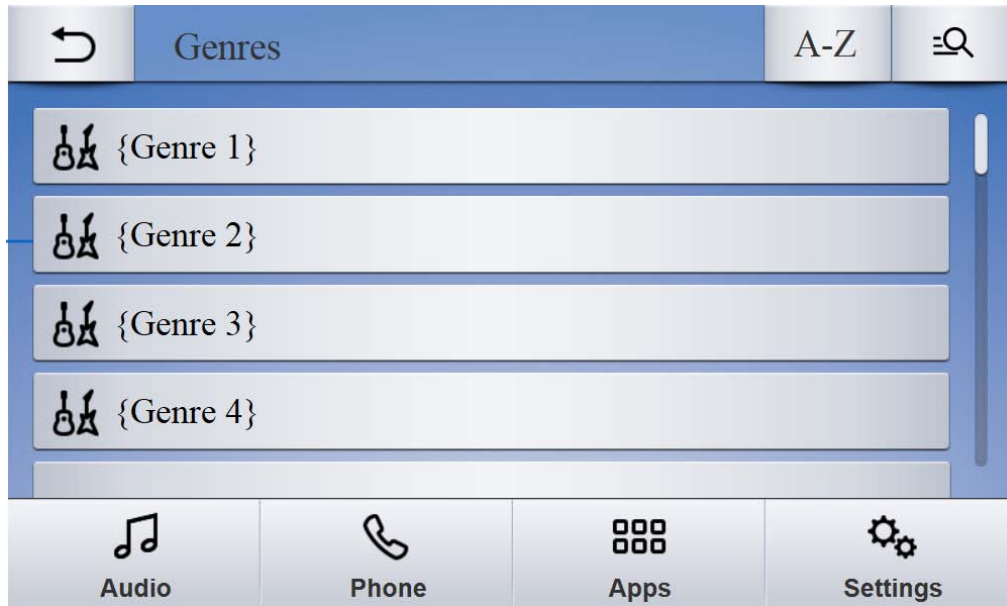 Genres
A-Z
{Genre 1}
{Genre 2}
{Genre 3}
{Genre 4}
Audio
Phone
Apps
Settings